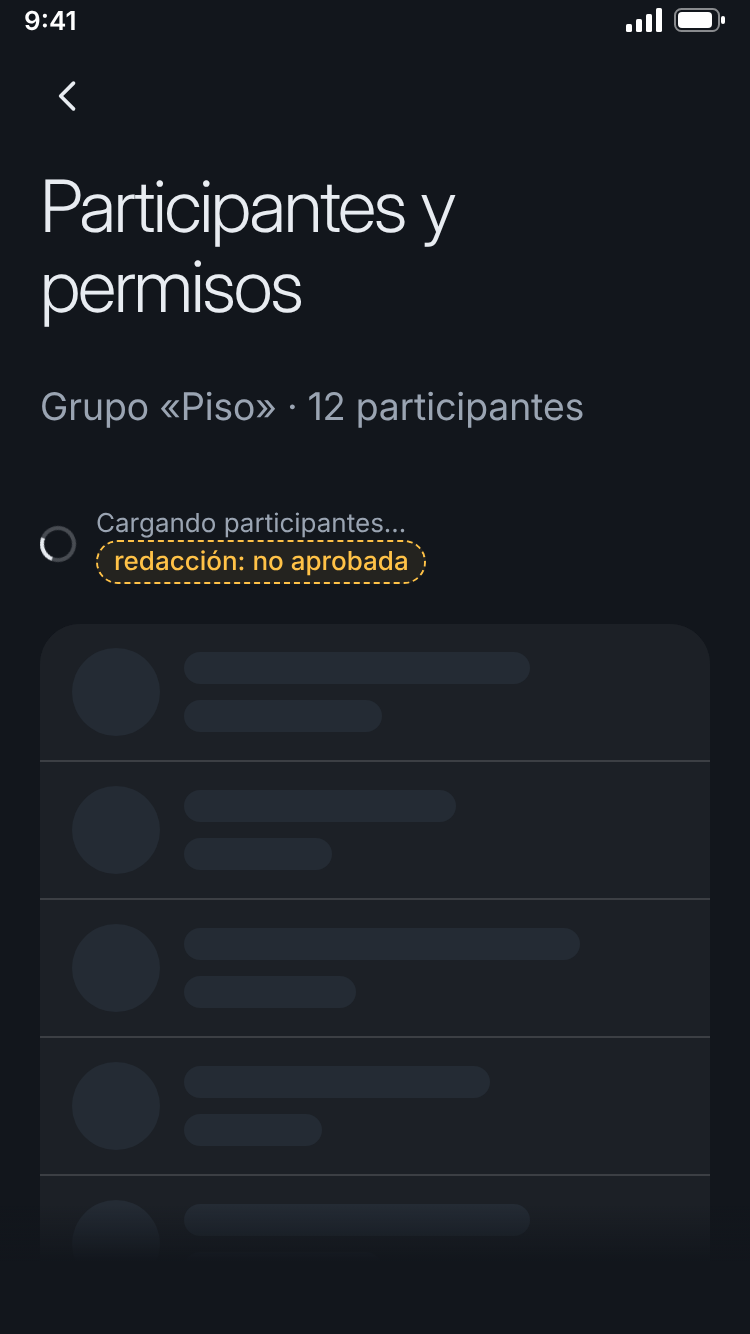 9:41
Participantes y
permisos
Grupo «Piso» · 12 participantes
Cargando participantes…
redacción: no aprobada